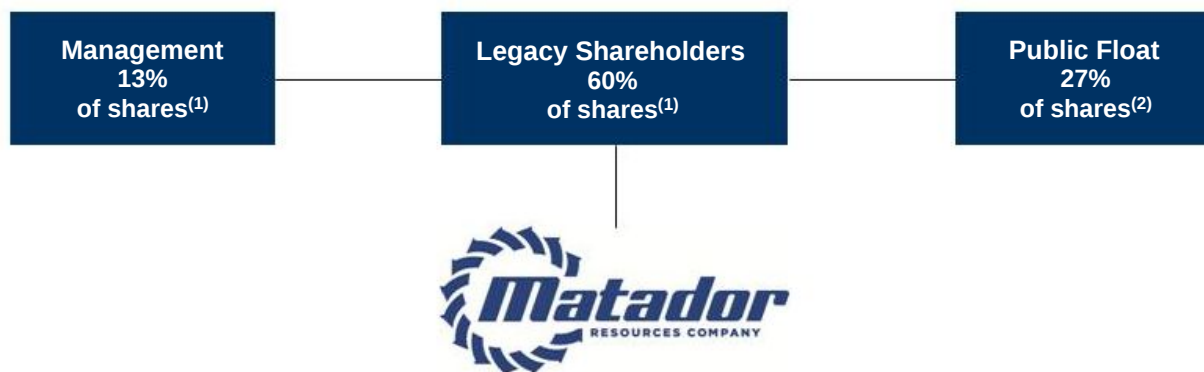 Management
13%
of shares(1)
Legacy Shareholders
60%
of shares(1)
Public Float
27%
of shares(2)
Matador
RESOURCES COMPANY